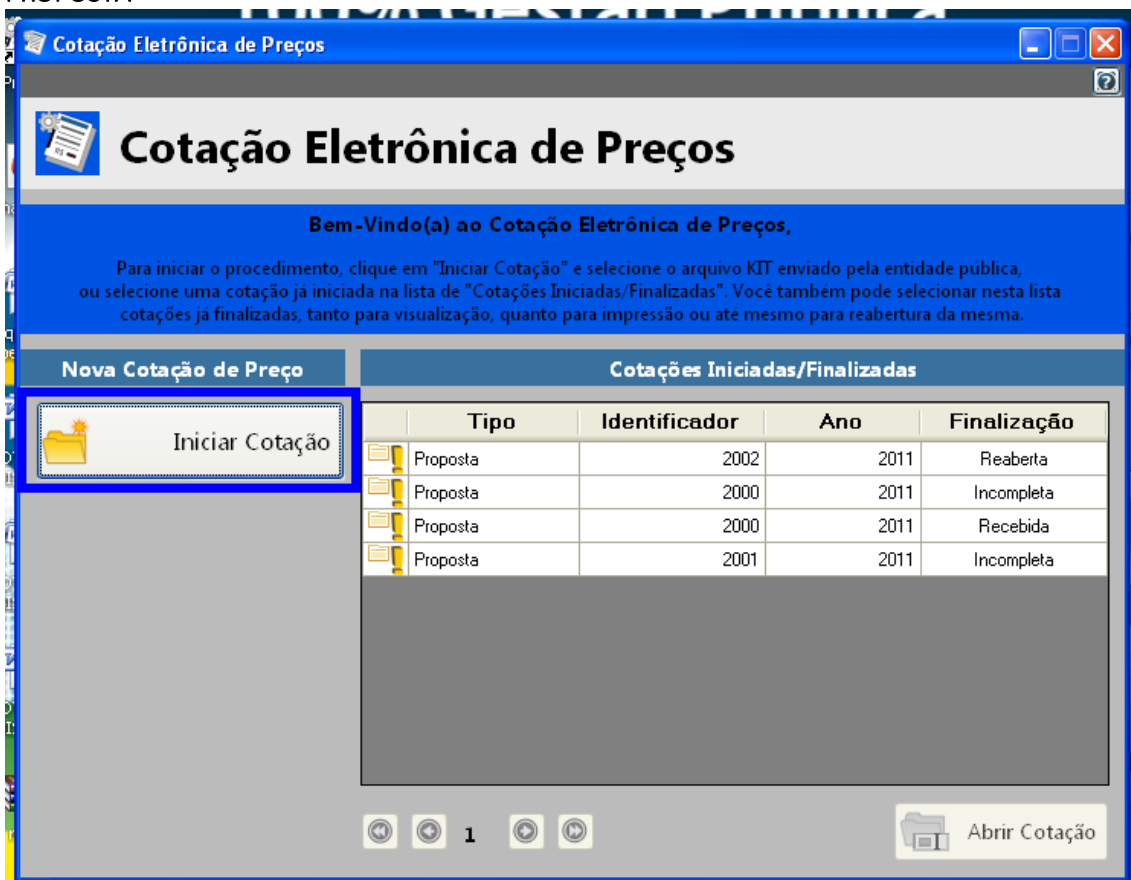 100% Gestão Pública
Cotação Eletrônica de Preços
Cotação Eletrônica de Preços
Bem-Vindo(a) ao Cotação Eletrônica de Preços,
Para iniciar o procedimento, clique em "Iniciar Cotação" e selecione o arquivo KIT enviado pela entidade pública,
ou selecione uma cotação já iniciada na lista de "Cotações Iniciadas/Finalizadas". Você também pode selecionar nesta lista
cotações já finalizadas, tanto para visualização, quanto para impressão ou até mesmo para reabertura da mesma.
Nova Cotação de Preço
Cotações Iniciadas/Finalizadas
Iniciar Cotação
Tipo Identificador Ano Finalização
Proposta 2002 2011 Reaberta
Proposta 2000 2011 Incompleta
Proposta 2000 2011 Recebida
Proposta 2001 2011 Incompleta
1
Abrir Cotação